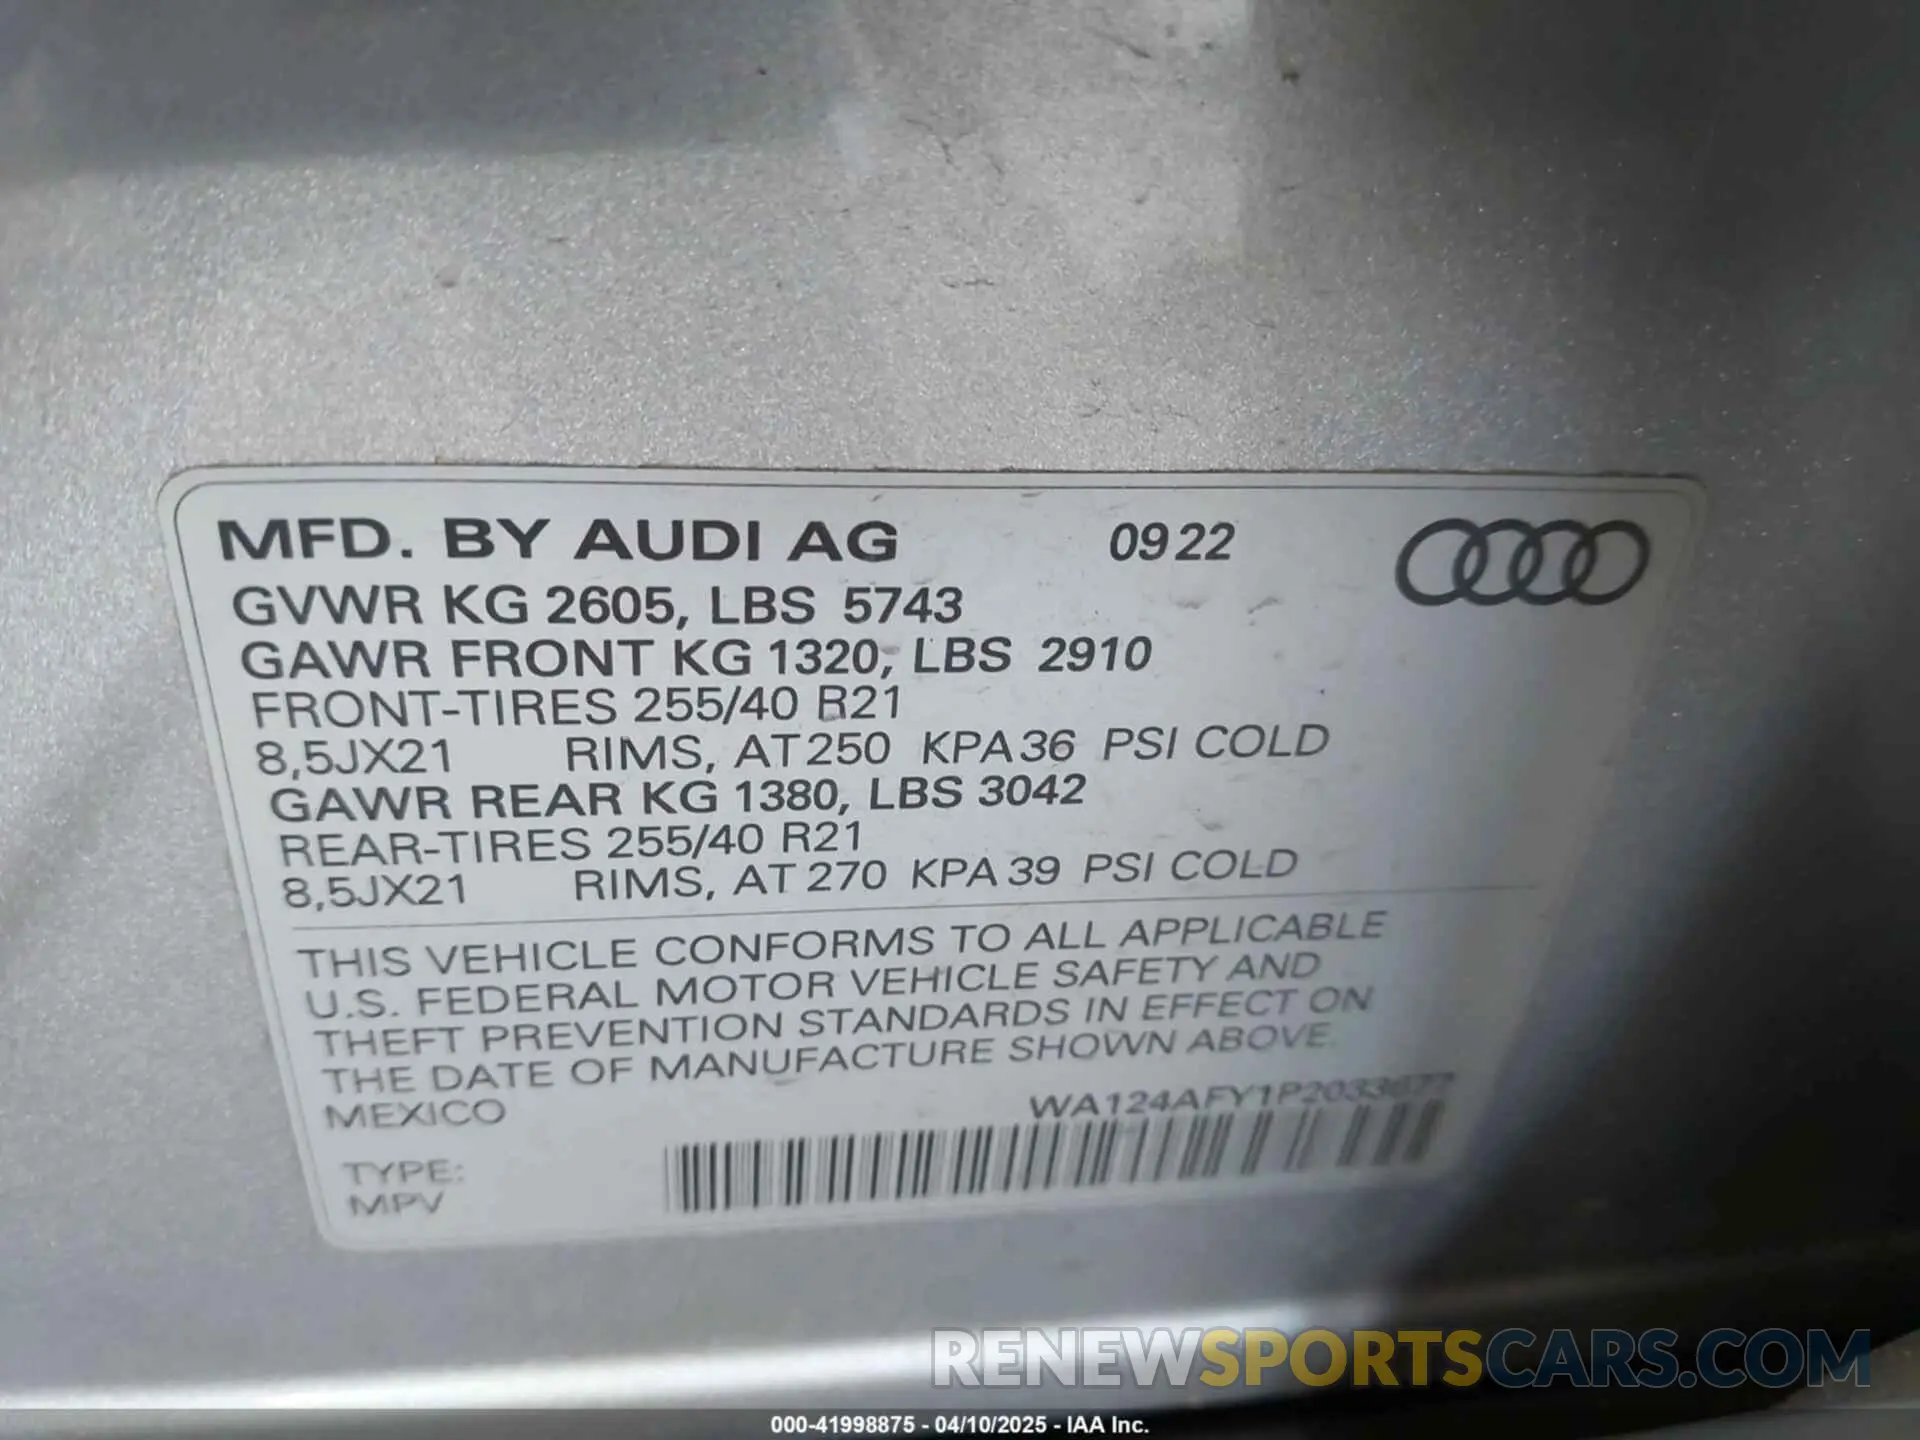 MFD. BY AUDI AG 09 22
GVWR KG 2605, LBS 5743
GAWR FRONT KG 1320, LBS 2910
FRONT-TIRES 255/40 R21
8,5JX21 RIMS, AT 250 KPA 36 PSI COLD
GAWR REAR KG 1380, LBS 3042
REAR-TIRES 255/40 R21
8,5JX21 RIMS, AT 270 KPA 39 PSI COLD
THIS VEHICLE CONFORMS TO ALL APPLICABLE
U.S. FEDERAL MOTOR VEHICLE SAFETY AND
THEFT PREVENTION STANDARDS IN EFFECT ON
THE DATE OF MANUFACTURE SHOWN ABOVE.
MEXICO
TYPE:
MPV
RENEWSPORTSCARS.COM
000-41998875 - 04/10/2025 - IAA Inc.